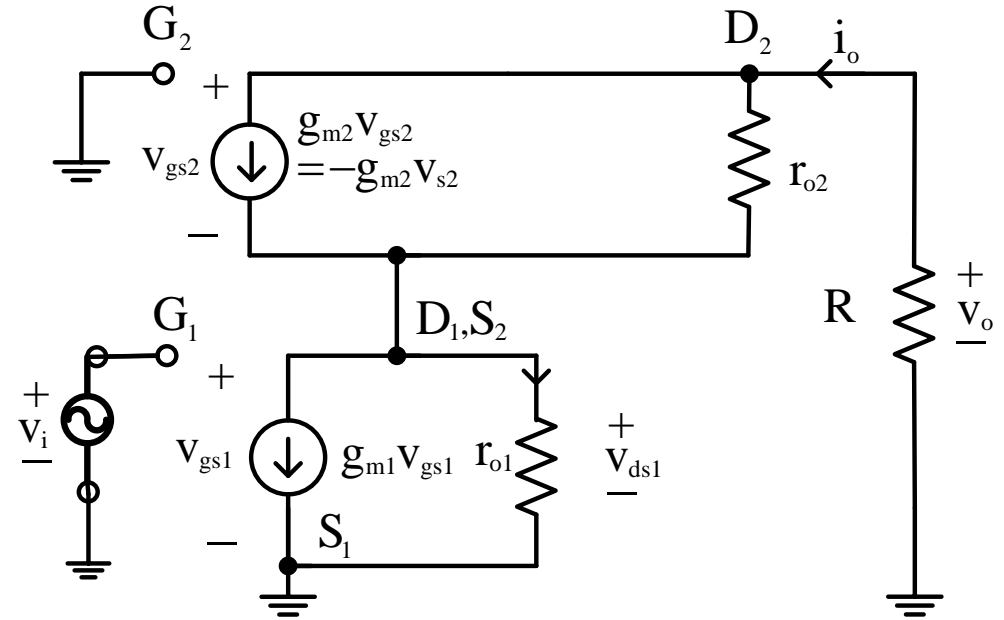 G2
D2
io
+
vgs2
−
gm2vgs2
=−gm2vs2
ro2
G1
D1,S2
R
+
vo
−
+
vi
−
+
vgs1
−
gm1vgs1
ro1
+
vds1
−
S1